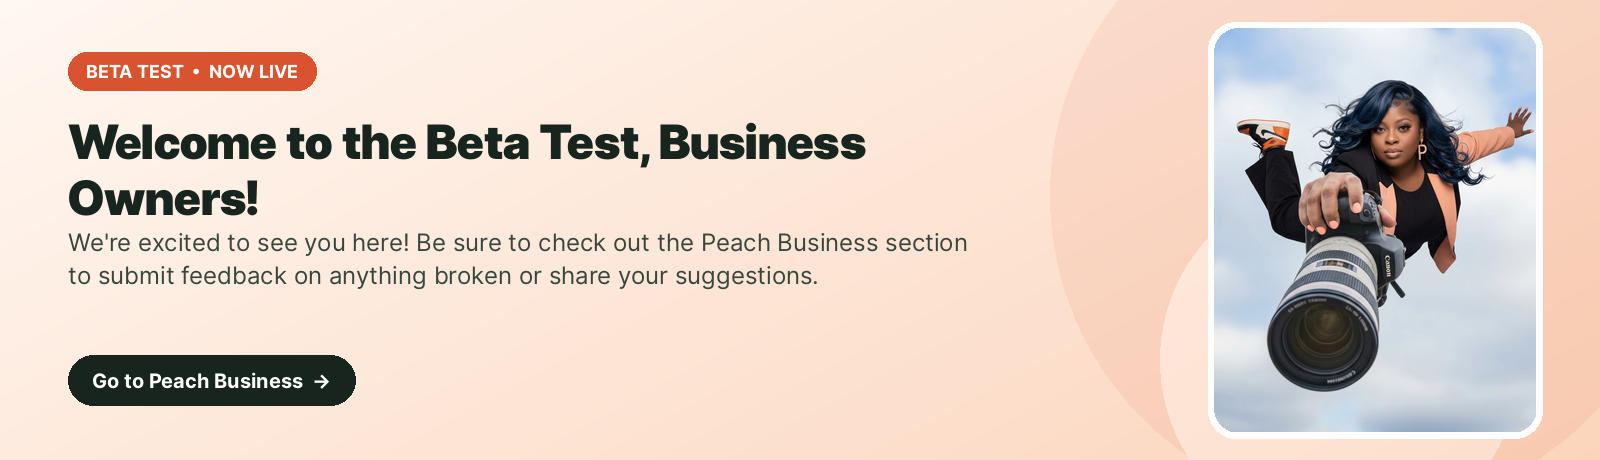 BETA TEST • NOW LIVE
Welcome to the Beta Test, Business
Owners!
We're excited to see you here! Be sure to check out the Peach Business section
to submit feedback on anything broken or share your suggestions.
Go to Peach Business →
P
Canon